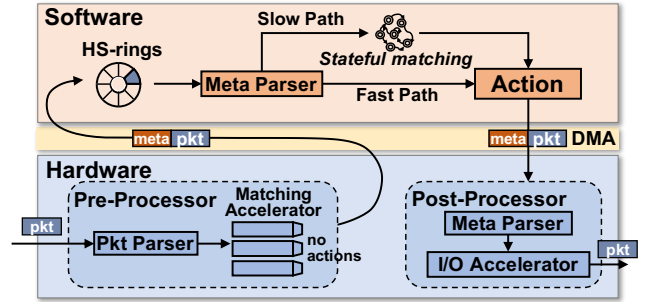 Software
Slow Path
HS-rings
Stateful matching
Meta Parser
Fast Path
Action
meta pkt
meta pkt DMA
Hardware
Pre-Processor
Matching
Accelerator
pkt
Pkt Parser
no
actions
Post-Processor
Meta Parser
I/O Accelerator
pkt